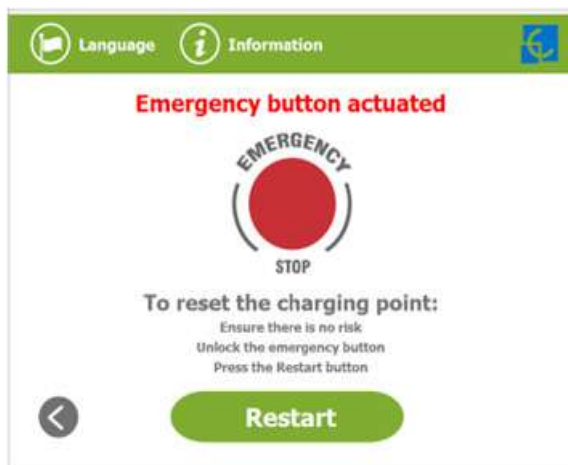 Language
Information
Emergency button actuated
EMERGENCY
STOP
To reset the charging point:
Ensure there is no risk
Unlock the emergency button
Press the Restart button
Restart